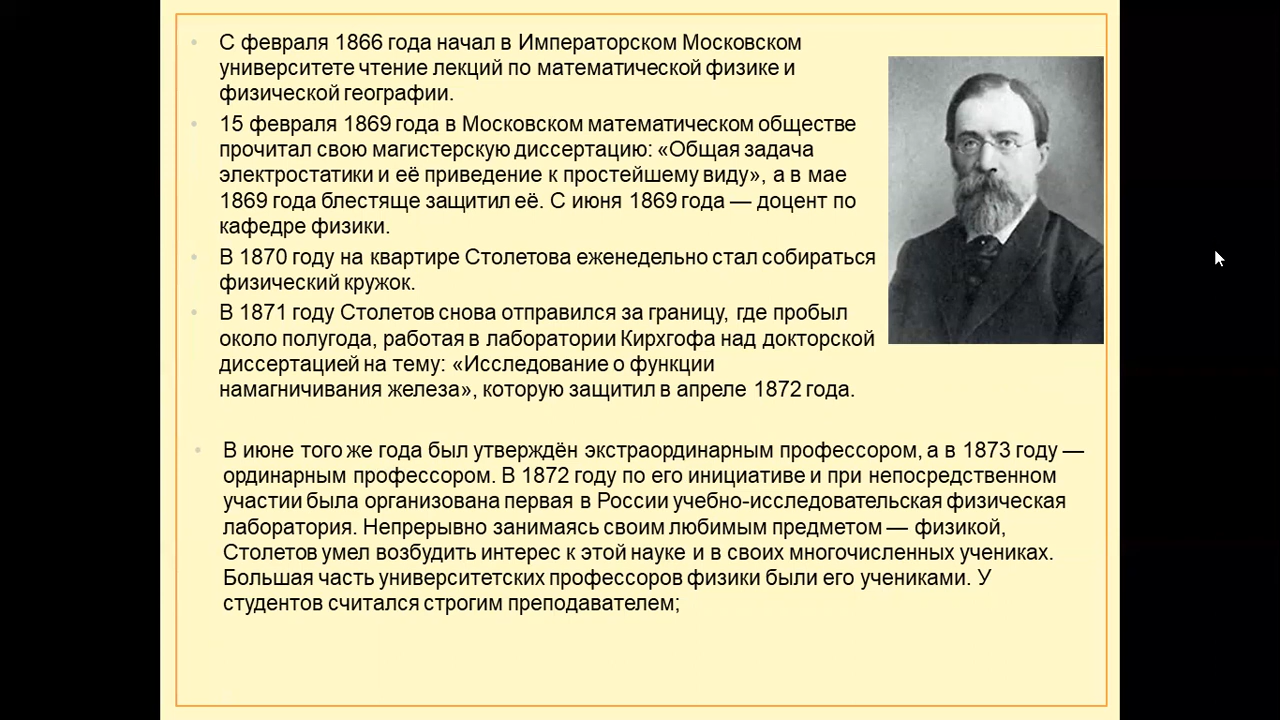 С февраля 1866 года начал в Императорском Московском
университете чтение лекций по математической физике и
физической географии.
15 февраля 1869 года в Московском математическом обществе
прочитал свою магистерскую диссертацию: «Общая задача
электростатики и её приведение к простейшему виду», а в мае
1869 года блестяще защитил её. С июня 1869 года — доцент по
кафедре физики.
В 1870 году на квартире Столетова еженедельно стал собираться
физический кружок.
В 1871 году Столетов снова отправился за границу, где пробыл
около полугода, работая в лаборатории Кирхгофа над докторской
диссертацией на тему: «Исследование о функции
намагничивания железа», которую защитил в апреле 1872 года.
В июне того же года был утверждён экстраординарным профессором, а в 1873 году —
ординарным профессором. В 1872 году по его инициативе и при непосредственном
участии была организована первая в России учебно-исследовательская физическая
лаборатория. Непрерывно занимаясь своим любимым предметом — физикой,
Столетов умел возбудить интерес к этой науке и в своих многочисленных учениках.
Большая часть университетских профессоров физики были его учениками. У
студентов считался строгим преподавателем;